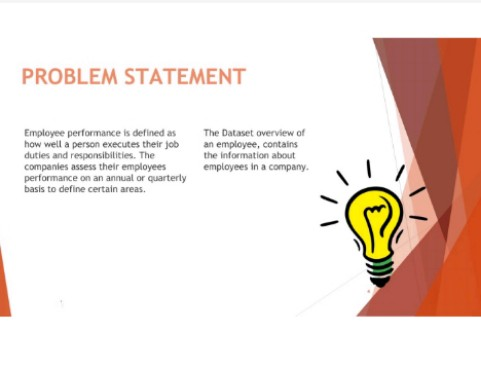 PROBLEM STATEMENT
Employee performance is defined as
how well a person executes their job
duties and responsibilities. The
companies assess their employees
performance on an annual or quarterly
basis to define certain areas.
The Dataset overview of
an employee, contains
the information about
employees in a company.